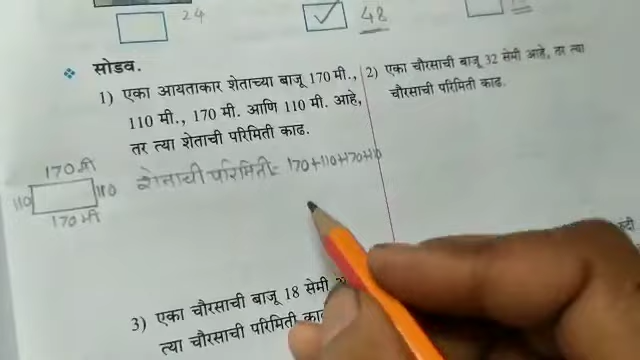 24
48
❖ सोडव.
1) एका आयताकार शेताच्या बाजू 170 मी.,
110 मी., 170 मी. आणि 110 मी. आहे,
तर त्या शेताची परिमिती काढ.
170 मी
110
110
170 मी
शेताची परिमिती = 170+110+170+110
2) एका चौरसाची बाजू 32 सेमी आहे, तर त्या
चौरसाची परिमिती काढ.
3) एका चौरसाची बाजू 18 सेमी
त्या चौरसाची परिमिती काढ